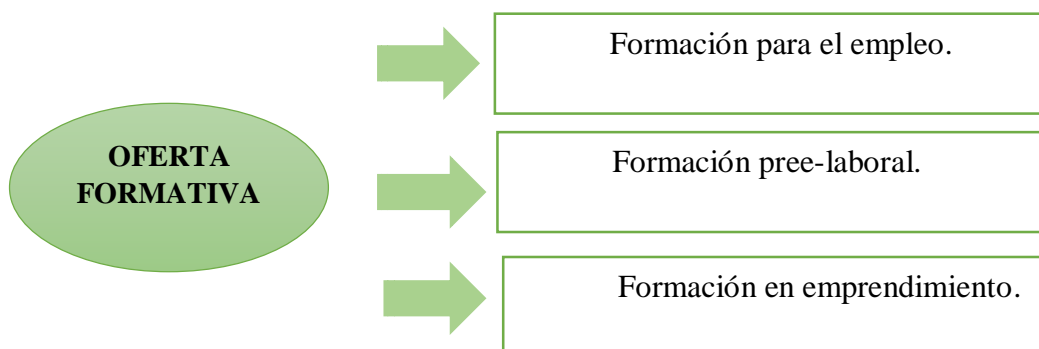 OFERTA
FORMATIVA
Formación para el empleo.
Formación pree-laboral.
Formación en emprendimiento.